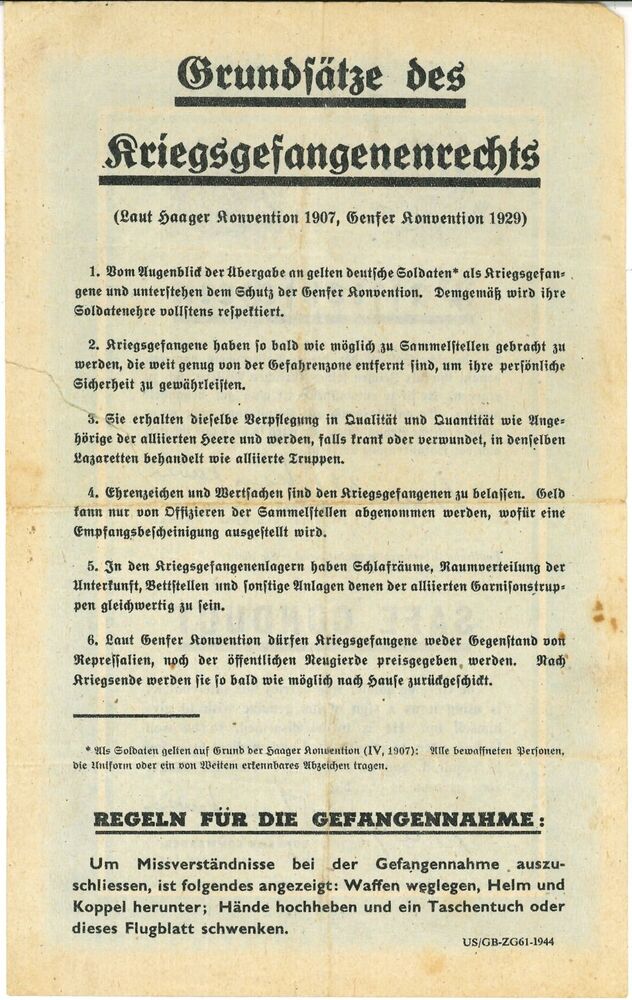 Grundsätze des
Kriegsgefangenenrechts
(Laut Haager Konvention 1907, Genfer Konvention 1929)
1. Vom Augenblick der Übergabe an gelten deutsche Soldaten* als Kriegsgefan-
gene und unterstehen dem Schutz der Genfer Konvention. Demgemäß wird ihre
Soldatenehre vollstens respektiert.
2. Kriegsgefangene haben so bald wie möglich zu Sammelstellen gebracht zu
werden, die weit genug von der Gefahrenzone entfernt sind, um ihre persönliche
Sicherheit zu gewährleisten.
3. Sie erhalten dieselbe Verpflegung in Qualität und Quantität wie Ange-
hörige der alliierten Heere und werden, falls krank oder verwundet, in denselben
Lazaretten behandelt wie alliierte Truppen.
4. Ehrenzeichen und Wertsachen sind den Kriegsgefangenen zu belassen. Geld
kann nur von Offizieren der Sammelstellen abgenommen werden, wofür eine
Empfangsbescheinigung ausgestellt wird.
5. In den Kriegsgefangenenlagern haben Schlafräume, Raumverteilung der
Unterkunft, Bettstellen und sonstige Anlagen denen der alliierten Garnisonstrup-
pen gleichwertig zu sein.
6. Laut Genfer Konvention dürfen Kriegsgefangene weder Gegenstand von
Repressalien, noch der öffentlichen Neugierde preisgegeben werden. Nach
Kriegsende werden sie so bald wie möglich nach Hause zurückgeschickt.
* Als Soldaten gelten auf Grund der Haager Konvention (IV, 1907): Alle bewaffneten Personen,
die Uniform oder ein von Weitem erkennbares Abzeichen tragen.
REGELN FÜR DIE GEFANGENNAHME:
Um Missverständnisse bei der Gefangennahme auszu-
schliessen, ist folgendes angezeigt: Waffen weglegen, Helm und
Koppel herunter; Hände hochheben und ein Taschentuch oder
dieses Flugblatt schwenken.
US/GB-ZG61-1944